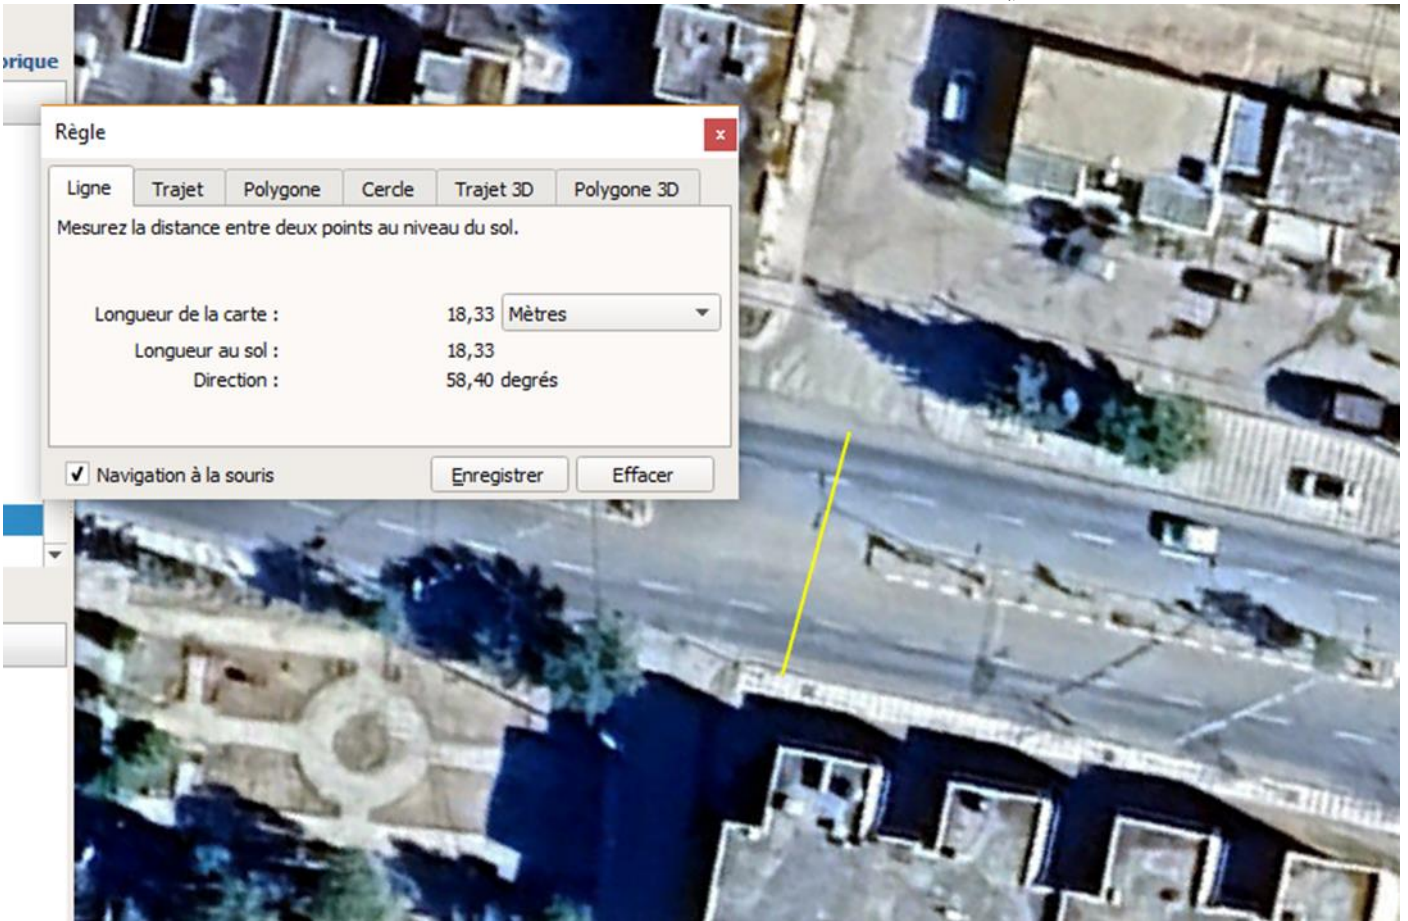 orique
Règle
x
Ligne Trajet Polygone Cercle Trajet 3D Polygone 3D
Mesurez la distance entre deux points au niveau du sol.
Longueur de la carte : 18,33 Mètres
Longueur au sol : 18,33
Direction : 58,40 degrés
Navigation à la souris Enregistrer Effacer